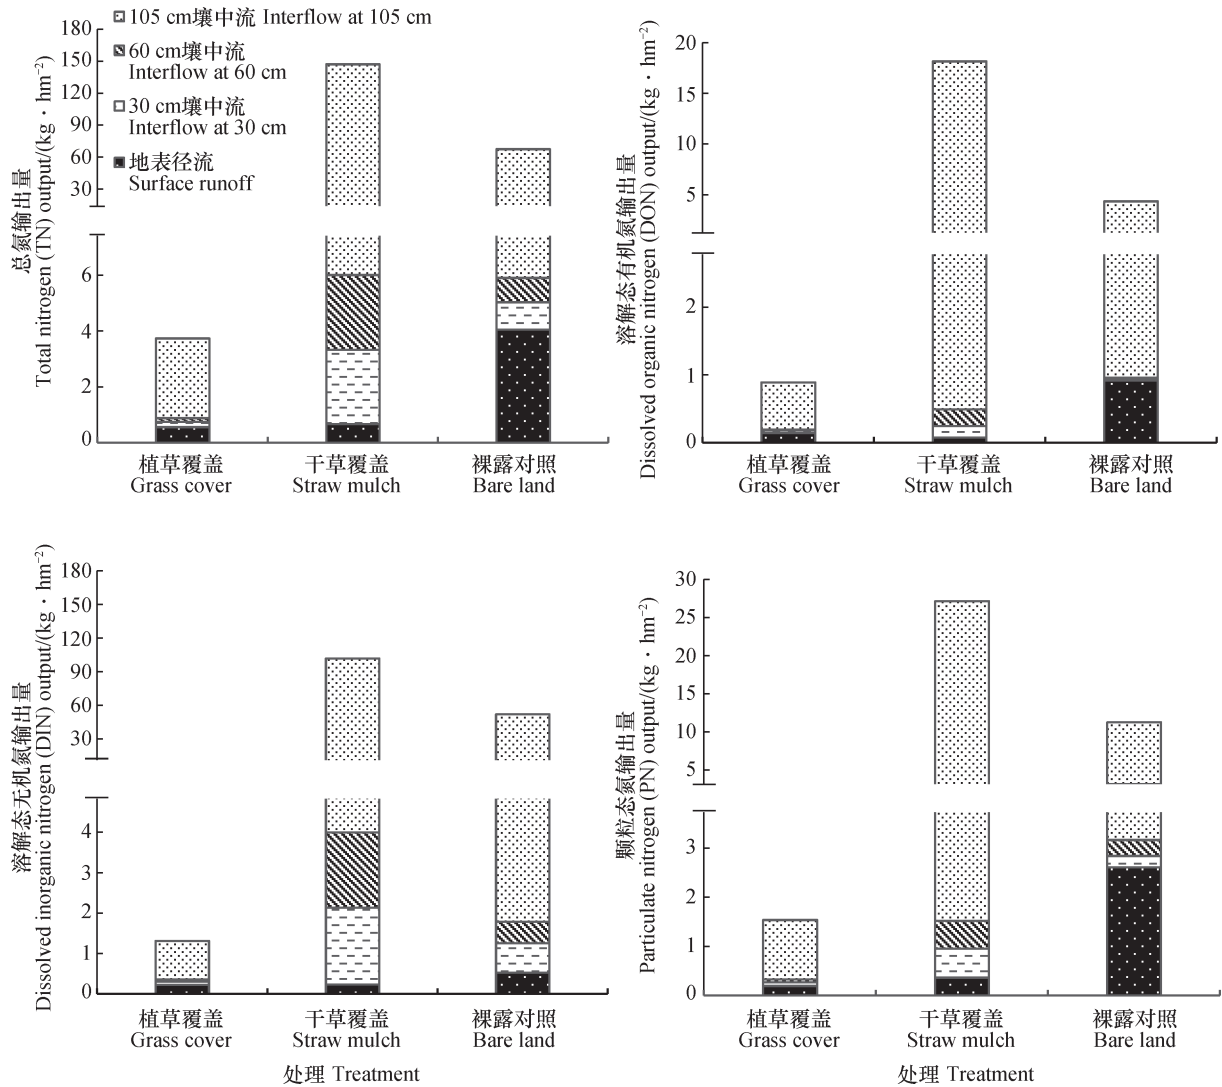 105 cm壤中流 Interflow at 105 cm
60 cm壤中流
Interflow at 60 cm
30 cm壤中流
Interflow at 30 cm
地表径流
Surface runoff
总氮输出量
Total nitrogen (TN) output/(kg·hm⁻²)
180
150
120
90
60
30
6
4
2
0
植草覆盖
Grass cover
干草覆盖
Straw mulch
裸露对照
Bare land
溶解态有机氮输出量
Dissolved organic nitrogen (DON) output/(kg·hm⁻²)
20
15
10
5
2
1
0
植草覆盖
Grass cover
干草覆盖
Straw mulch
裸露对照
Bare land
溶解态无机氮输出量
Dissolved inorganic nitrogen (DIN) output/(kg·hm⁻²)
180
150
120
90
60
30
4
3
2
1
0
植草覆盖
Grass cover
干草覆盖
Straw mulch
裸露对照
Bare land
处理 Treatment
颗粒态氮输出量
Particulate nitrogen (PN) output/(kg·hm⁻²)
30
25
20
15
10
5
3
2
1
0
植草覆盖
Grass cover
干草覆盖
Straw mulch
裸露对照
Bare land
处理 Treatment